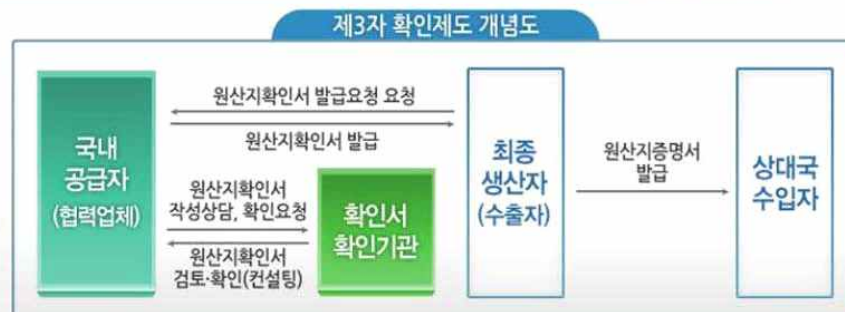 제3자 확인제도 개념도
국내
공급자
(협력업체)
원산지확인서 발급요청 요청
원산지확인서 발급
원산지확인서
작성상담, 확인요청
원산지확인서
검토·확인(컨설팅)
확인서
확인기관
최종
생산자
(수출자)
원산지증명서
발급
상대국
수입자